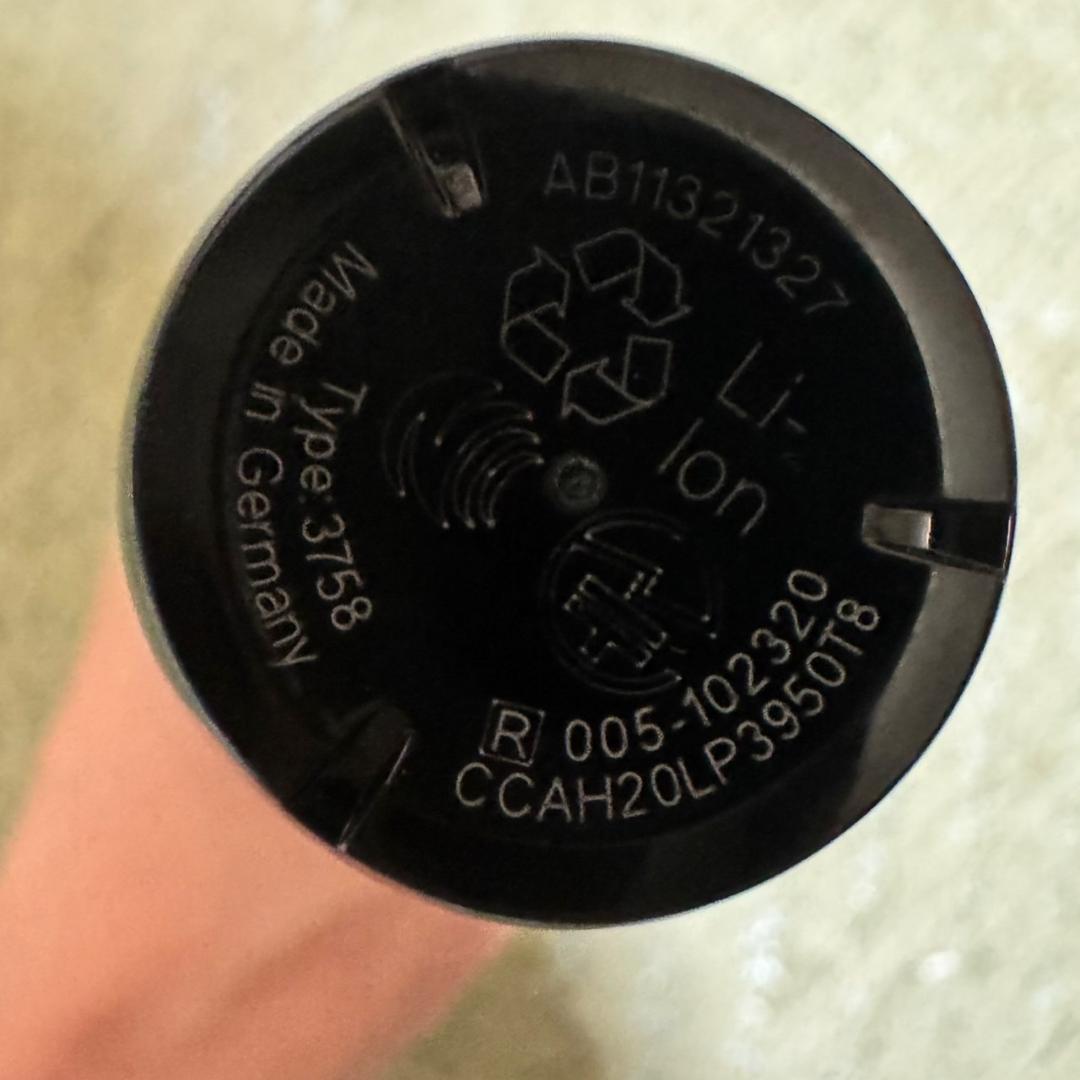 AB11321327
Li-
Ion
Made in Germany
Type:3758
R 005-102320
CCAH20LP3950T8